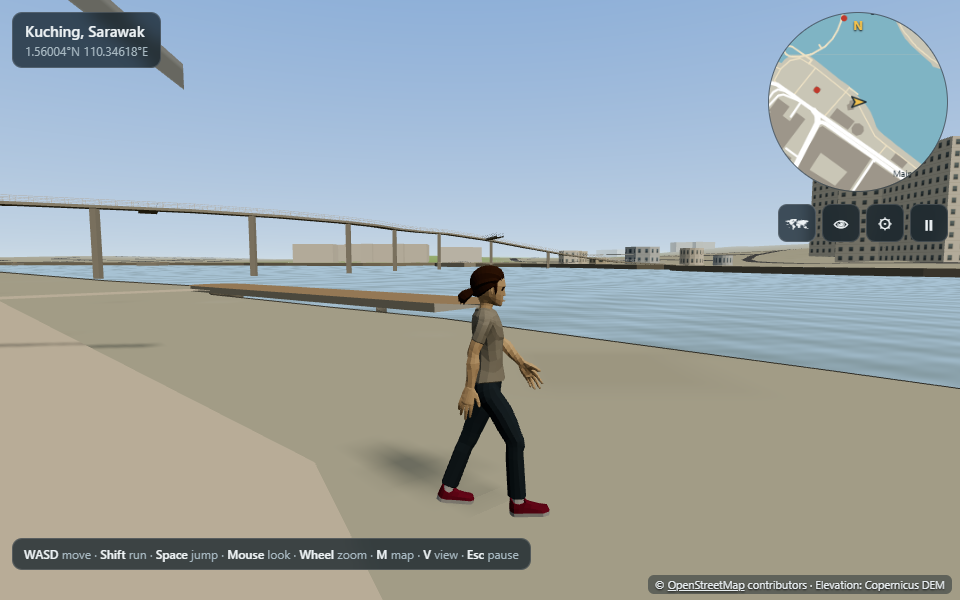 Kuching, Sarawak
1.56004°N 110.34618°E
N
WASD move · Shift run · Space jump · Mouse look · Wheel zoom · M map · V view · Esc pause
© OpenStreetMap contributors · Elevation: Copernicus DEM